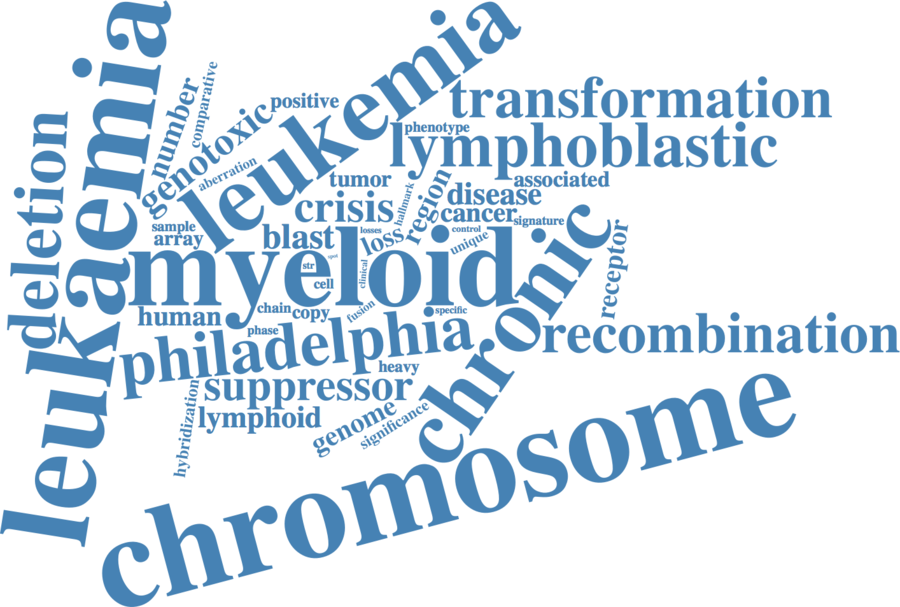 leukaemia
leukemia
comparative
number
positive
transformation
deletion
genotoxic
phenotype
lymphoblastic
aberration
tumor
hallmark
region
associated
disease
crisis
cancer
signature
sample
array
blast
losses
loss
control
unique
chronic
receptor
myeloid
spot
str
cell
clinical
human
chain
copy
fusion
specific
phase
philadelphia
recombination
heavy
suppressor
hybridization
lymphoid
genome
significance
chromosome